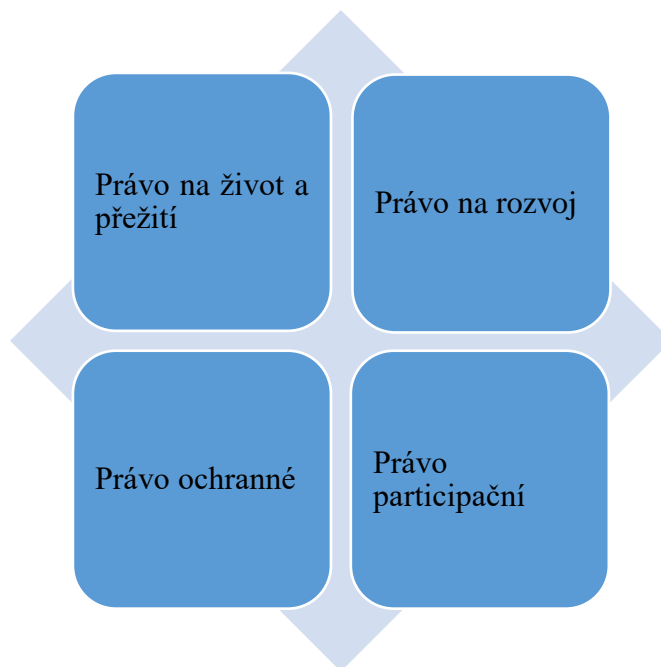 Právo na život a
přežití
Právo na rozvoj
Právo ochranné
Právo
participační